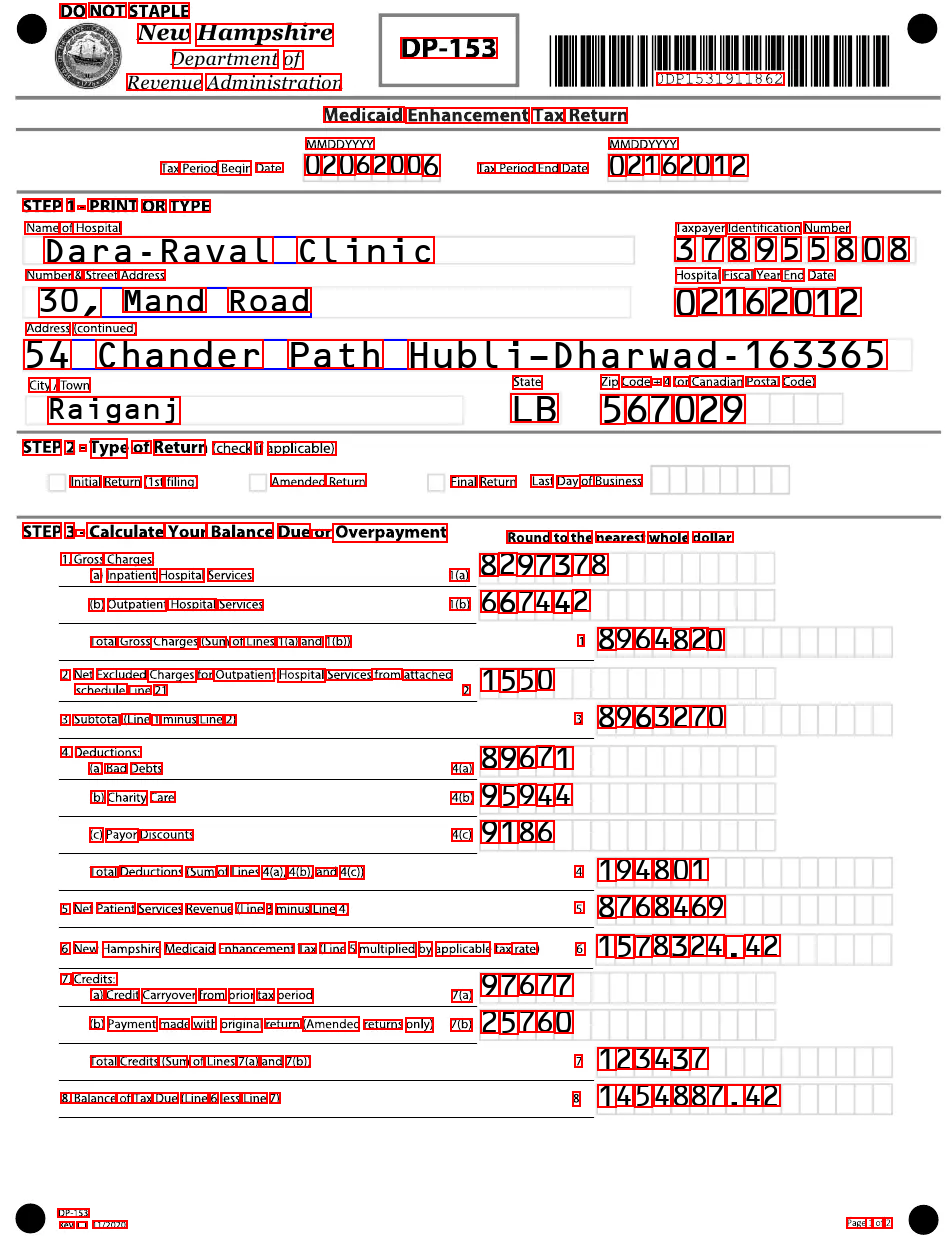 DO NOT STAPLE
New Hampshire
Department of
Revenue Administration
DP-153
0DP1531911862
Medicaid Enhancement Tax Return
MMDDYYYY MMDDYYYY
Tax Period Begin Date 02062006 Tax Period End Date 02162012
STEP 1 - PRINT OR TYPE
Name of Hospital Taxpayer Identification Number
Dara-Raval Clinic 378955808
Number & Street Address Hospital Fiscal Year End Date
30, Mand Road 02162012
Address (continued)
54 Chander Path Hubli–Dharwad-163365
City / Town State Zip Code + 4 (or Canadian Postal Code)
Raiganj LB 567029
STEP 2 - Type of Return (check if applicable)
Initial Return (1st filing Amended Return Final Return Last Day of Business
STEP 3 - Calculate Your Balance Due or Overpayment Round to the nearest whole dollar
1. Gross Charges
a) Inpatient Hospital Services 1(a) 8297378
(b) Outpatient Hospital Services 1(b) 667442
Total Gross Charges (Sum of Lines 1(a) and 1(b)) 1 8964820
2) Net Excluded Charges for Outpatient Hospital Services from attached
schedule Line 21 2 1550
3) Subtotal (Line 1 minus Line 2) 3 8963270
4. Deductions:
(a) Bad Debts 4(a) 89671
b) Charity Care 4(b) 95944
(c) Payor Discounts 4(c) 9186
Total Deductions (Sum of Lines 4(a), 4(b), and 4(c)) 4 194801
5) Net Patient Services Revenue (Line 3 minus Line 4) 5 8768469
6) New Hampshire Medicaid Enhancement Tax (Line 5 multiplied by applicable tax rate) 6 1578324.42
7) Credits:
a) Credit Carryover from prior tax period 7(a) 97677
(b) Payment made with original return (Amended returns only) 7(b) 25760
Total Credits (Sum of Lines 7(a) and 7(b)) 7 123437
8) Balance of Tax Due (Line 6 less Line 7) 8 1454887.42
DP-153
Rev 11/2020 Page 1 of 2